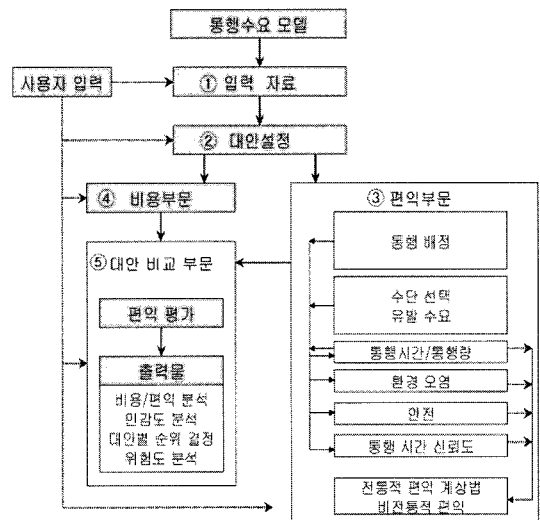 통행수요 모델
사용자 입력
① 입력 자료
② 대안설정
④ 비용부문
③ 편익부문
통행 배정
⑤ 대안 비교 부문
수단 선택
유발 수요
편익 평가
통행시간/통행량
출력물
환경 오염
비용/편익 분석
민감도 분석
안전
대안별 순위 결정
통행 시간 신뢰도
위험도 분석
전통적 편익 계상법
비전통적 편익